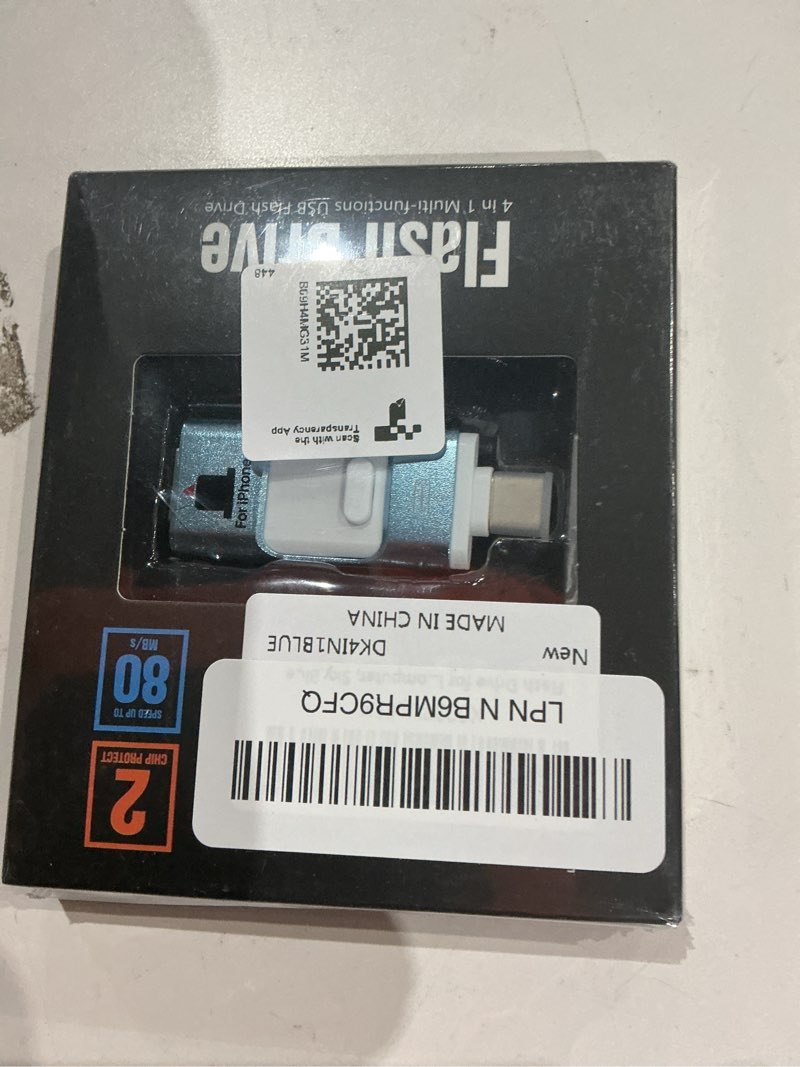 LPN N B6MPR9CFQ
2
CHIP PROTECT
SPEED UP TO
80
MB/s
New DK4IN1BLUE
MADE IN CHINA
For iPhone
Scan with the
Transparency App
448
Flash Drive
4 in 1 Multi-functions USB Flash Drive